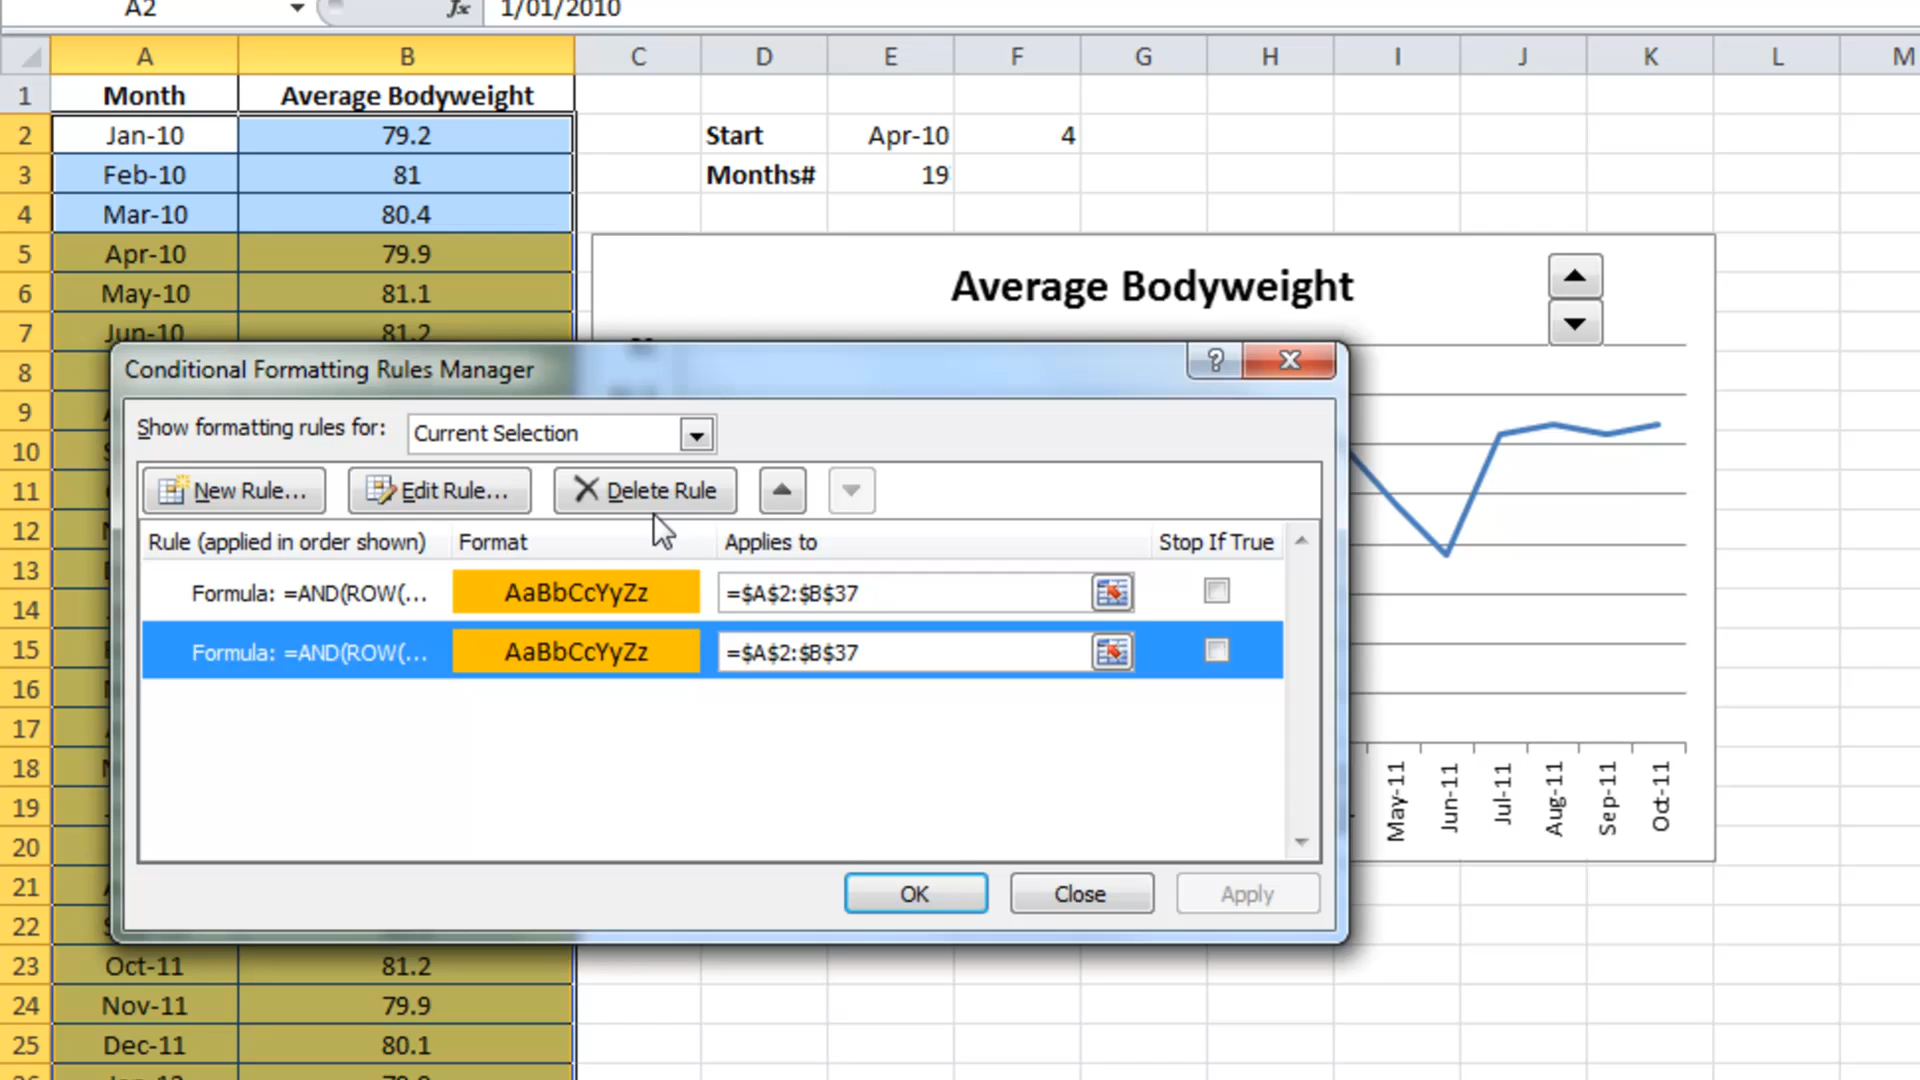 A2 fx 1/01/2010
A B C D E F G H I J K L M
1 Month Average Bodyweight
2 Jan-10 79.2 Start Apr-10 4
3 Feb-10 81 Months# 19
4 Mar-10 80.4
5 Apr-10 79.9
6 May-10 81.1
7 Jun-10 81.2
Average Bodyweight
8
9
10
11
12
13
14
15
16
17
18
19
20
21
22
Conditional Formatting Rules Manager ?
Show formatting rules for: Current Selection
New Rule... Edit Rule... Delete Rule
Rule (applied in order shown) Format Applies to Stop If True
Formula: =AND(ROW(... AaBbCcYyZz =$A$2:$B$37
Formula: =AND(ROW(... AaBbCcYyZz =$A$2:$B$37
OK Close Apply
May-11
Jun-11
Jul-11
Aug-11
Sep-11
Oct-11
23 Oct-11 81.2
24 Nov-11 79.9
25 Dec-11 80.1